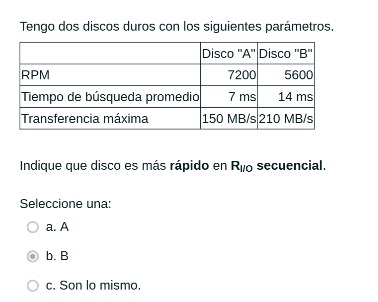 Tengo dos discos duros con los siguientes parámetros.
Disco "A" Disco "B"
RPM 7200 5600
Tiempo de búsqueda promedio 7 ms 14 ms
Transferencia máxima 150 MB/s 210 MB/s
Indique que disco es más rápido en RI/O secuencial.
Seleccione una:
a. A
b. B
c. Son lo mismo.